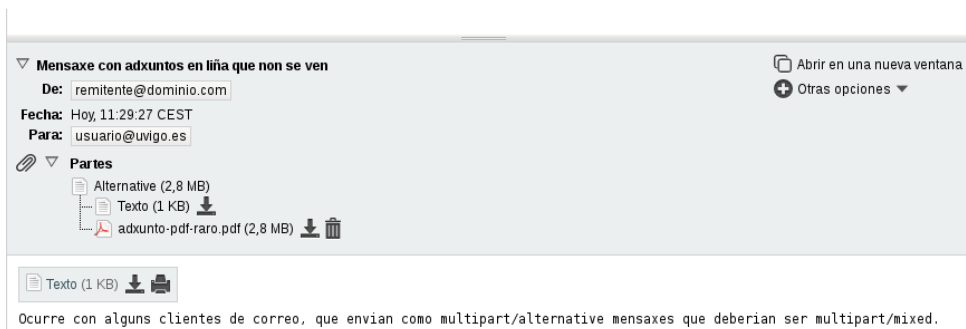 Mensaxe con adxuntos en liña que non se ven
Abrir en una nueva ventana
De: remitente@dominio.com
Otras opciones
Fecha: Hoy, 11:29:27 CEST
Para: usuario@uvigo.es
Partes
Alternative (2,8 MB)
Texto (1 KB)
adxunto-pdf-raro.pdf (2,8 MB)
Texto (1 KB)
Ocurre con alguns clientes de correo, que envian como multipart/alternative mensaxes que deberian ser multipart/mixed.